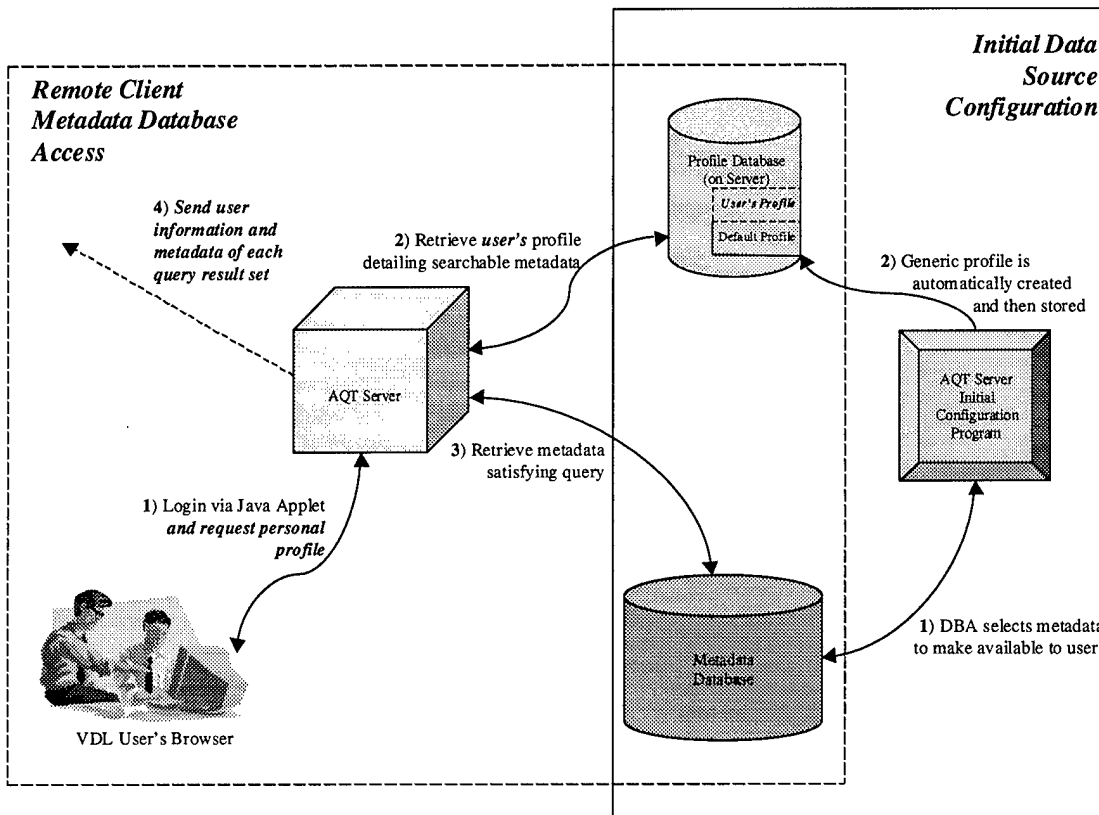 Initial Data
Source
Configuration
Remote Client
Metadata Database
Access
Profile Database
(on Server)
User's Profile
Default Profile
4) Send user
information and
metadata of each
query result set
2) Retrieve user's profile
detailing searchable metadata
2) Generic profile is
automatically created
and then stored
AQT Server
AQT Server
Initial
Configuration
Program
3) Retrieve metadata
satisfying query
1) Login via Java Applet
and request personal
profile
1) DBA selects metadata
to make available to user
Metadata
Database
VDL User's Browser